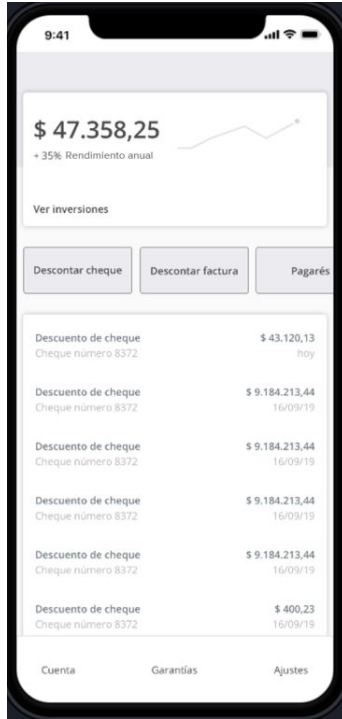 9:41
$ 47.358,25
+ 35% Rendimiento anual
Ver inversiones
Descontar cheque Descontar factura Pagarés
Descuento de cheque $ 43.120,13
Cheque número 8372 hoy
Descuento de cheque $ 9.184.213,44
Cheque número 8372 16/09/19
Descuento de cheque $ 9.184.213,44
Cheque número 8372 16/09/19
Descuento de cheque $ 9.184.213,44
Cheque número 8372 16/09/19
Descuento de cheque $ 9.184.213,44
Cheque número 8372 16/09/19
Descuento de cheque $ 400,23
Cheque número 8372 16/09/19
Cuenta Garantías Ajustes